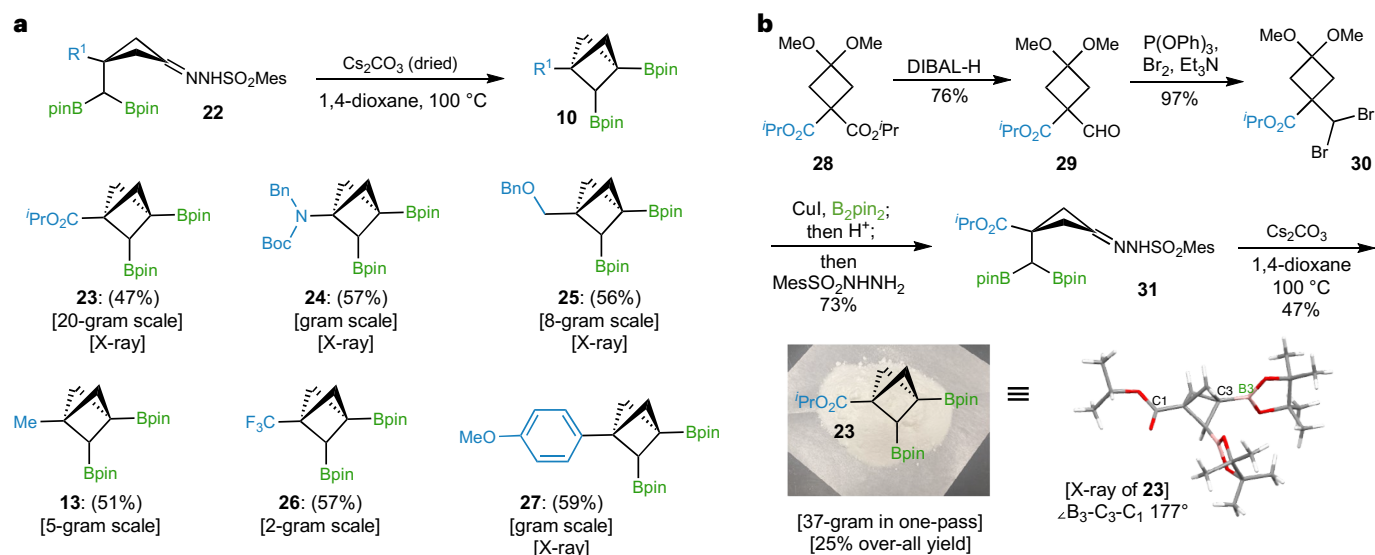 a
R¹
NNHSO₂Mes
pinB
Bpin
22
Cs₂CO₃ (dried)
1,4-dioxane, 100 °C
R¹
Bpin
Bpin
10
ⁱPrO₂C
Bpin
Bpin
23: (47%)
[20-gram scale]
[X-ray]
Bn
N
Boc
Bpin
Bpin
24: (57%)
[gram scale]
[X-ray]
BnO
Bpin
Bpin
25: (56%)
[8-gram scale]
[X-ray]
Me
Bpin
Bpin
13: (51%)
[5-gram scale]
F₃C
Bpin
Bpin
26: (57%)
[2-gram scale]
MeO
Bpin
Bpin
27: (59%)
[gram scale]
[X-ray]
b
MeO OMe
ⁱPrO₂C
CO₂ⁱPr
28
DIBAL-H
76%
MeO OMe
ⁱPrO₂C
CHO
29
P(OPh)₃,
Br₂, Et₃N
97%
MeO OMe
ⁱPrO₂C
Br
Br
30
CuI, B₂pin₂;
then H⁺;
then
MesSO₂NHNH₂
73%
ⁱPrO₂C
NNHSO₂Mes
pinB
Bpin
31
Cs₂CO₃
1,4-dioxane
100 °C
47%
ⁱPrO₂C
Bpin
23
Bpin
[37-gram in one-pass]
[25% over-all yield]
≡
C1
C3
B3
[X-ray of 23]
∠B₃-C₃-C₁ 177°